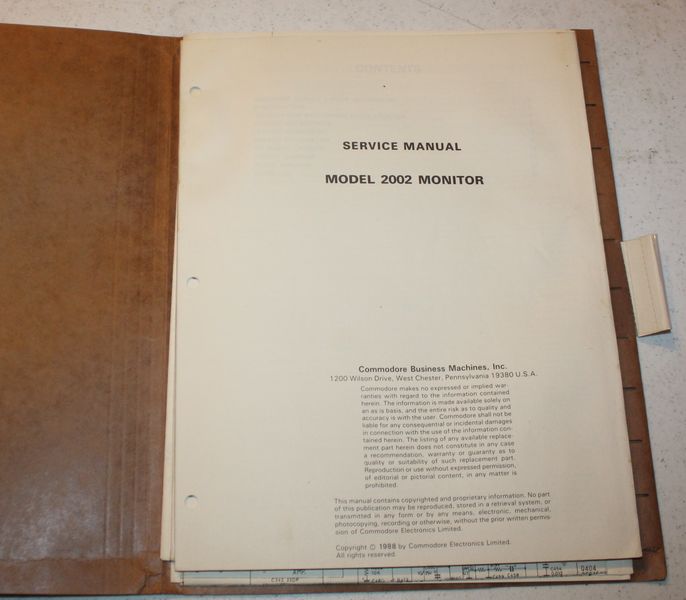 CONTENTS
SERVICE MANUAL
MODEL 2002 MONITOR
Commodore Business Machines, Inc.
1200 Wilson Drive, West Chester, Pennsylvania 19380 U.S.A.
Commodore makes no expressed or implied war-
ranties with regard to the information contained
herein. The information is made available solely on
an as is basis, and the entire risk as to quality and
accuracy is with the user. Commodore shall not be
liable for any consequential or incidental damages
in connection with the use of the information con-
tained herein. The listing of any available replace-
ment part herein does not constitute in any case
a recommendation, warranty or guaranty as to
quality or suitability of such replacement part.
Reproduction or use without expressed permission,
of editorial or pictorial content, in any matter is
prohibited.
This manual contains copyrighted and proprietary information. No part
of this publication may be reproduced, stored in a retrieval system, or
transmitted in any form or by any means, electronic, mechanical,
photocopying, recording or otherwise, without the prior written permis-
sion of Commodore Electronics Limited.
Copyright © 1988 by Commodore Electronics Limited.
All rights reserved.
Q404